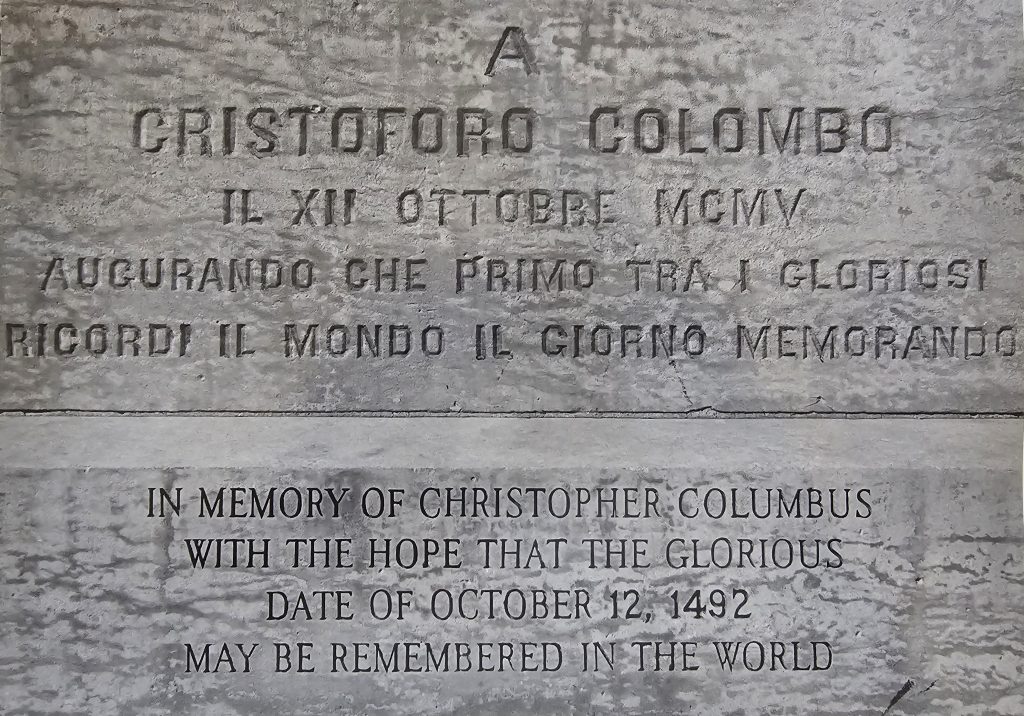 A
CRISTOFORO COLOMBO
IL XII OTTOBRE MCMV
AUGURANDO CHE PRIMO TRA I GLORIOSI
RICORDI IL MONDO IL GIORNO MEMORANDO
IN MEMORY OF CHRISTOPHER COLUMBUS
WITH THE HOPE THAT THE GLORIOUS
DATE OF OCTOBER 12, 1492
MAY BE REMEMBERED IN THE WORLD